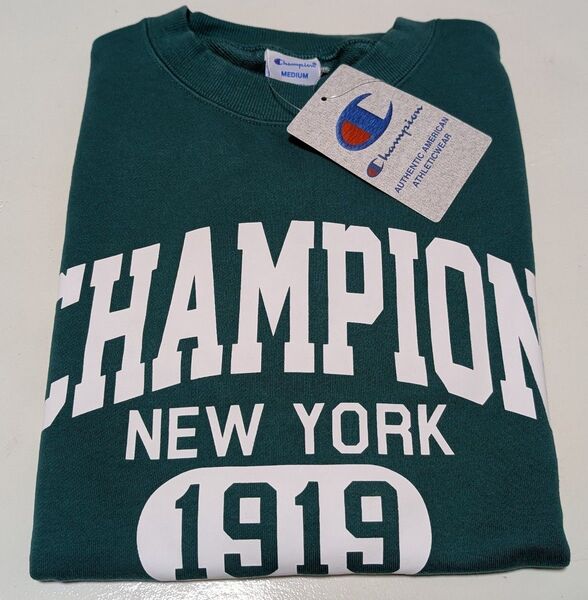 Champion
MEDIUM
Champion
AUTHENTIC AMERICAN
ATHLETICWEAR
CHAMPION
NEW YORK
1919